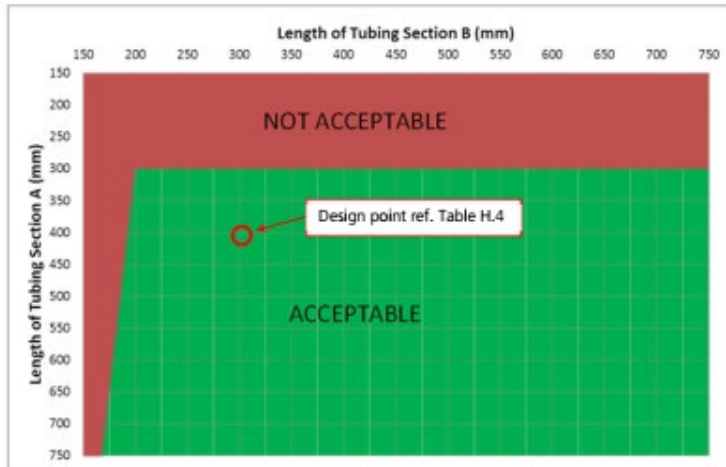 Length of Tubing Section B (mm)
150 200 250 300 350 400 450 500 550 600 650 700 750
Length of Tubing Section A (mm)
150
200
250
300
350
400
450
500
550
600
650
700
750
NOT ACCEPTABLE
Design point ref. Table H.4
ACCEPTABLE